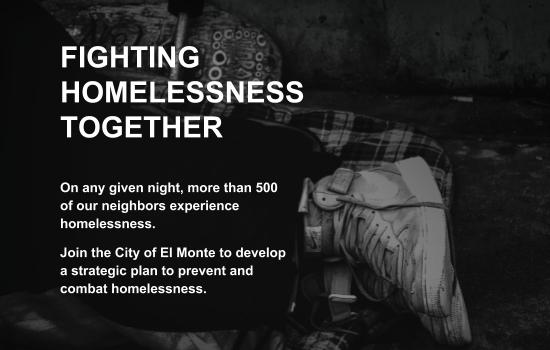 FIGHTING
HOMELESSNESS
TOGETHER
On any given night, more than 500
of our neighbors experience
homelessness.
Join the City of El Monte to develop
a strategic plan to prevent and
combat homelessness.